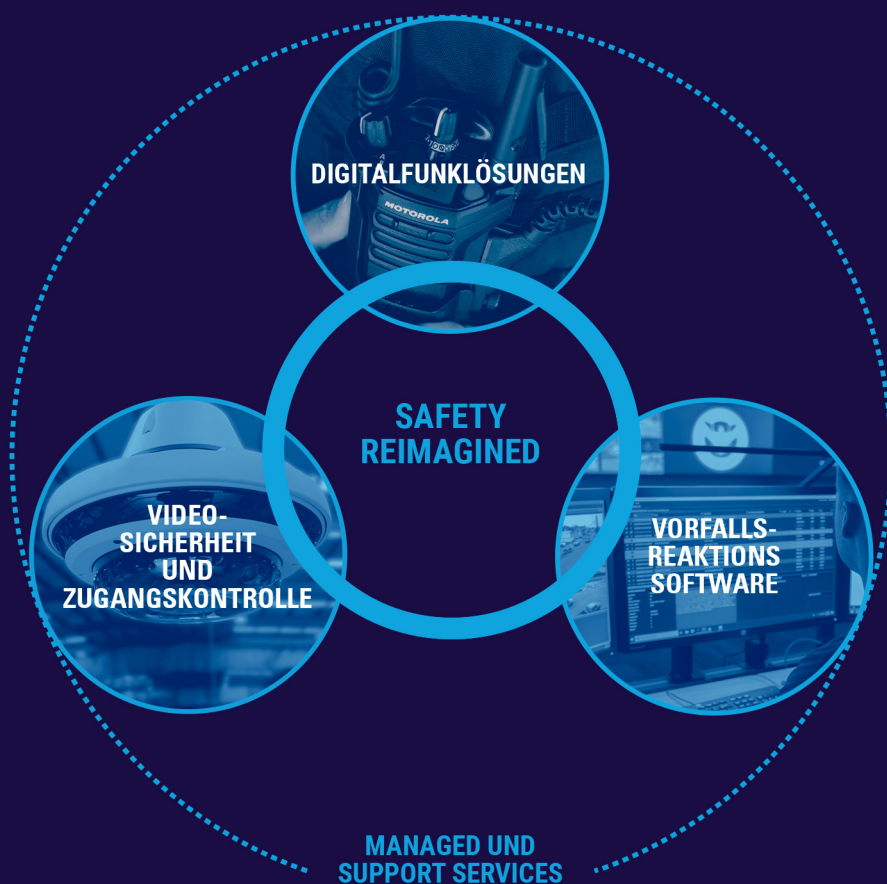 DIGITALFUNKLÖSUNGEN
MOTOROLA
SAFETY
REIMAGINED
VIDEO-
SICHERHEIT
UND
ZUGANGSKONTROLLE
VORFALLS-
REAKTIONS
SOFTWARE
MANAGED UND
SUPPORT SERVICES